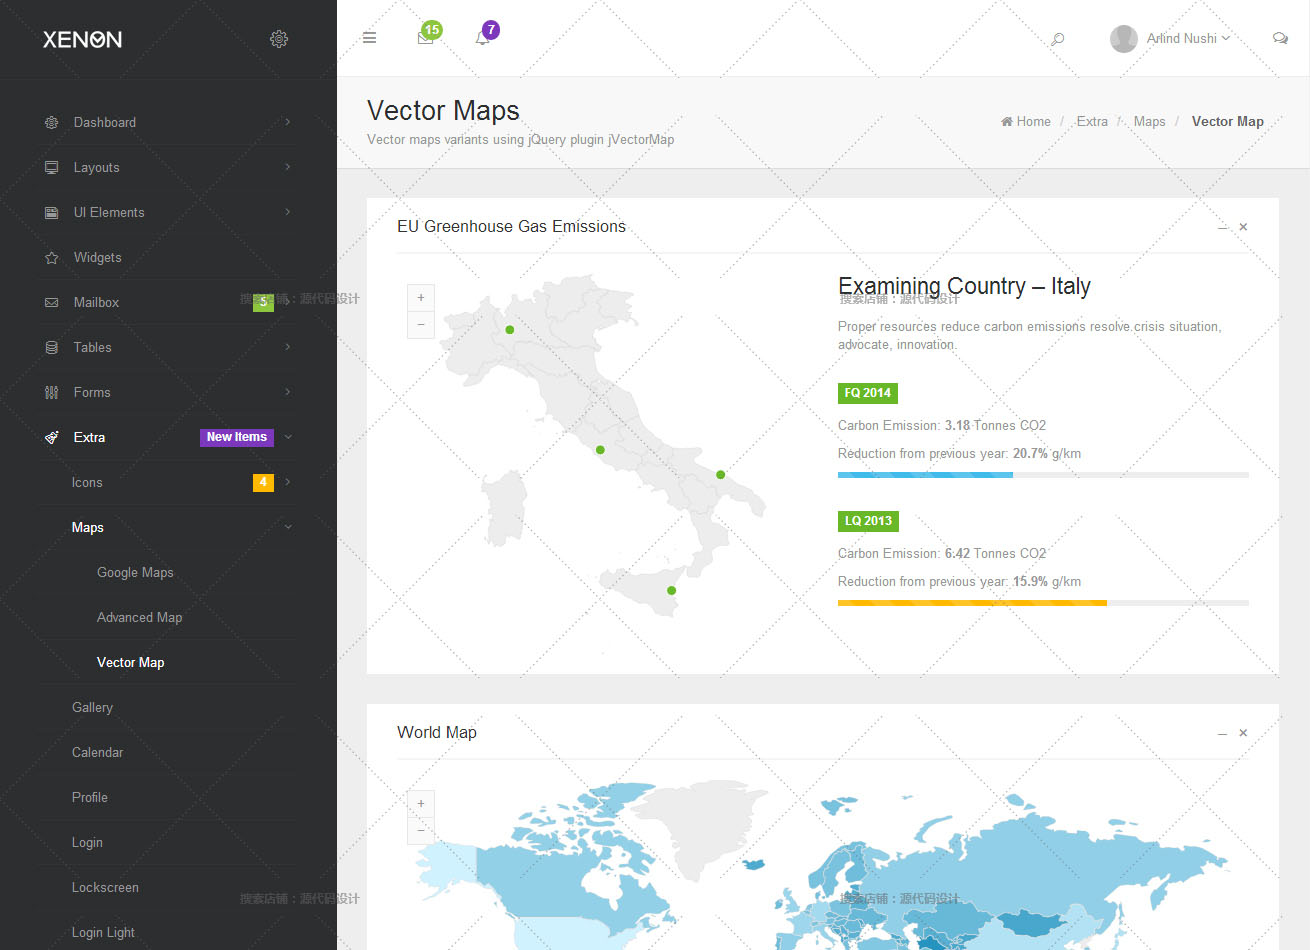 XENON
15
7
Arlind Nushi
Vector Maps
Vector maps variants using jQuery plugin jVectorMap
Home / Extra / Maps / Vector Map
Dashboard
Layouts
UI Elements
Widgets
Mailbox 5
Tables
Forms
Extra New Items
Icons 4
Maps
Google Maps
Advanced Map
Vector Map
Gallery
Calendar
Profile
Login
Lockscreen
Login Light
EU Greenhouse Gas Emissions
+
−
Examining Country – Italy
Proper resources reduce carbon emissions resolve crisis situation,
advocate, innovation.
FQ 2014
Carbon Emission: 3.18 Tonnes CO2
Reduction from previous year: 20.7% g/km
LQ 2013
Carbon Emission: 6.42 Tonnes CO2
Reduction from previous year: 15.9% g/km
World Map
+
−
搜索店铺：源代码设计
搜索店铺：源代码设计
搜索店铺：源代码设计
搜索店铺：源代码设计